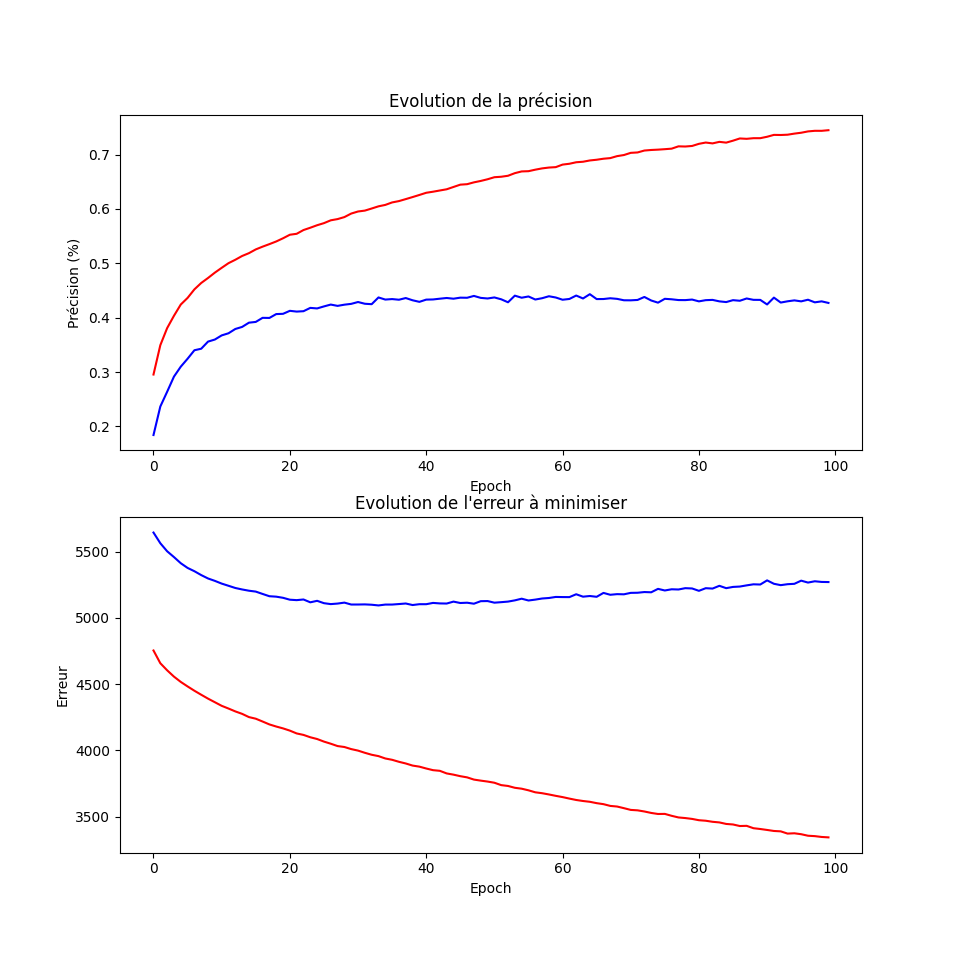 Evolution de la précision
Précision (%)
0.7
0.6
0.5
0.4
0.3
0.2
0 20 40 60 80 100
Epoch
Evolution de l'erreur à minimiser
Erreur
5500
5000
4500
4000
3500
0 20 40 60 80 100
Epoch